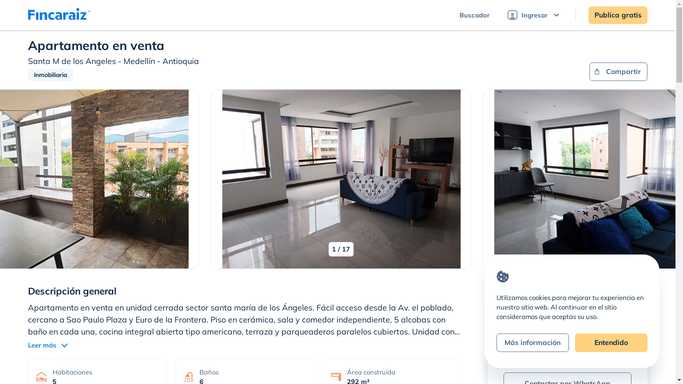 Fincaraiz
Buscador
Ingresar
Publica gratis
Apartamento en venta
Santa M de los Angeles - Medellín - Antioquia
Inmobiliaria
Compartir
1 / 17
Descripción general
Apartamento en venta en unidad cerrada sector santa maría de los Ángeles. Fácil acceso desde la Av. el poblado,
cercano a Sao Paulo Plaza y Euro de la Frontera. Piso en cerámica, sala y comedor independiente, 5 alcobas con
baño en cada una, cocina integral abierta tipo americano, terraza y parqueaderos paralelos cubiertos. Unidad con...
Leer más
Habitaciones
5
Baños
6
Área construida
292 m²
Utilizamos cookies para mejorar tu experiencia en
nuestro sitio web. Al continuar en el sitio
consideramos que aceptas su uso.
Más información
Entendido
Contactar por WhatsApp